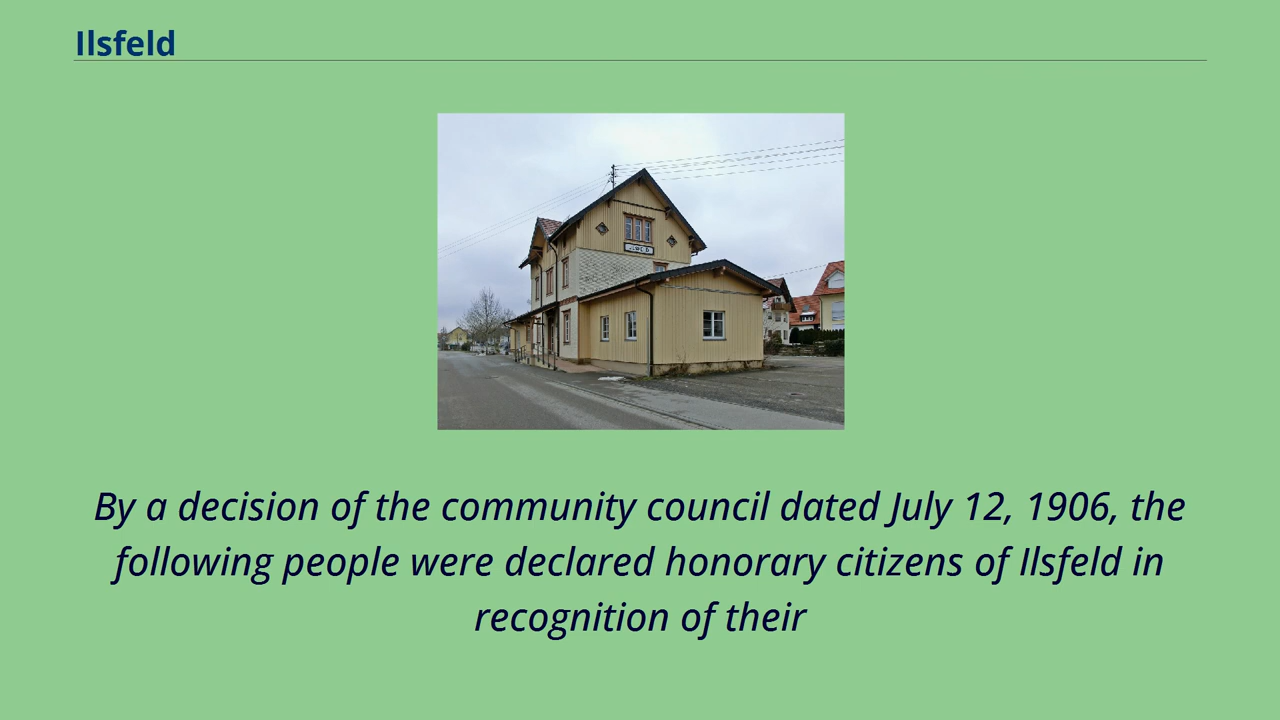 Ilsfeld
By a decision of the community council dated July 12, 1906, the
following people were declared honorary citizens of Ilsfeld in
recognition of their